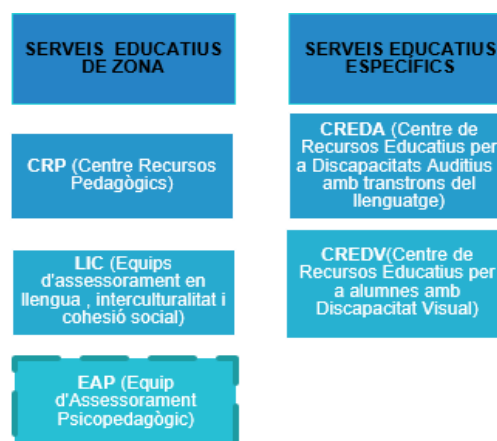 SERVEIS EDUCATIUS
DE ZONA
CRP (Centre Recursos
Pedagògics)
LIC (Equips
d'assessorament en
llengua , interculturalitat i
cohesió social)
EAP (Equip
d'Assessorament
Psicopedagògic)
SERVEIS EDUCATIUS
ESPECÍFICS
CREDA (Centre de
Recursos Educatius per
a Discapacitats Auditius
amb transtrons del
llenguatge)
CREDV(Centre de
Recursos Educatius per
a alumnes amb
Discapacitat Visual)